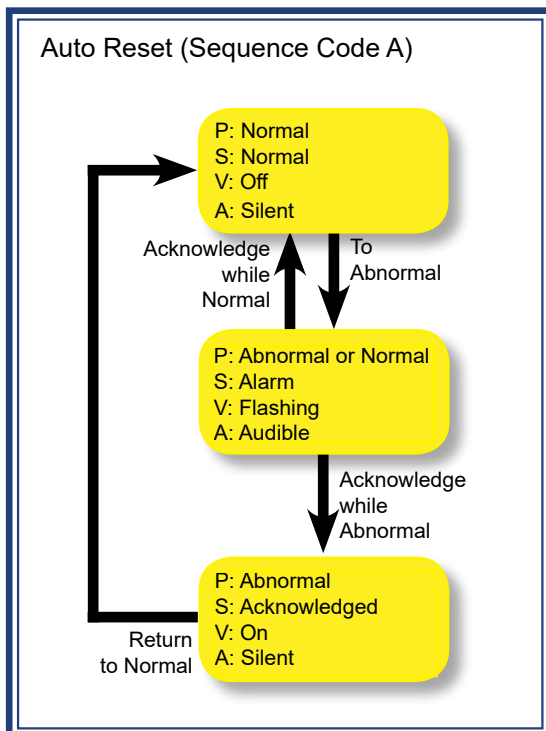 Auto Reset (Sequence Code A)
P: Normal
S: Normal
V: Off
A: Silent
Acknowledge
while
Normal
To
Abnormal
P: Abnormal or Normal
S: Alarm
V: Flashing
A: Audible
Acknowledge
while
Abnormal
P: Abnormal
S: Acknowledged
V: On
A: Silent
Return
to Normal